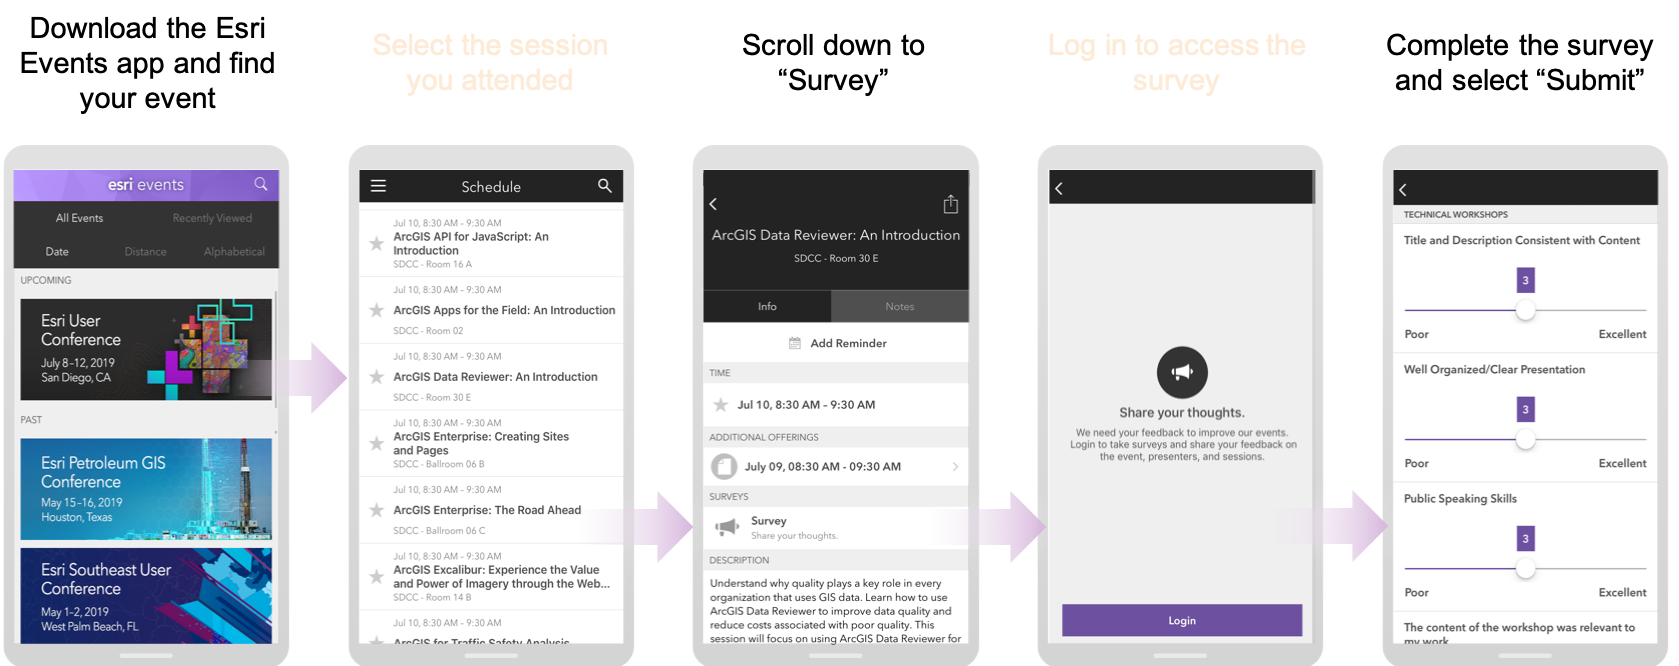 Download the Esri
Events app and find
your event
Select the session
you attended
Scroll down to
“Survey”
Log in to access the
survey
Complete the survey
and select “Submit”
esri events
All Events
Recently Viewed
Date
Distance
Alphabetical
UPCOMING
Esri User
Conference
July 8-12, 2019
San Diego, CA
PAST
Esri Petroleum GIS
Conference
May 15-16, 2019
Houston, Texas
Esri Southeast User
Conference
May 1-2, 2019
West Palm Beach, FL
Schedule
Jul 10, 8:30 AM - 9:30 AM
ArcGIS API for JavaScript: An
Introduction
SDCC - Room 16 A
Jul 10, 8:30 AM - 9:30 AM
ArcGIS Apps for the Field: An Introduction
SDCC - Room 02
Jul 10, 8:30 AM - 9:30 AM
ArcGIS Data Reviewer: An Introduction
SDCC - Room 30 E
Jul 10, 8:30 AM - 9:30 AM
ArcGIS Enterprise: Creating Sites
and Pages
SDCC - Ballroom 06 B
Jul 10, 8:30 AM - 9:30 AM
ArcGIS Enterprise: The Road Ahead
SDCC - Ballroom 06 C
Jul 10, 8:30 AM - 9:30 AM
ArcGIS Excalibur: Experience the Value
and Power of Imagery through the Web...
SDCC - Room 14 B
Jul 10, 8:30 AM - 9:30 AM
ArcGIS for Traffic Safety Analysis
ArcGIS Data Reviewer: An Introduction
SDCC - Room 30 E
Info
Notes
Add Reminder
TIME
Jul 10, 8:30 AM - 9:30 AM
ADDITIONAL OFFERINGS
July 09, 08:30 AM - 09:30 AM
SURVEYS
Survey
Share your thoughts.
DESCRIPTION
Understand why quality plays a key role in every
organization that uses GIS data. Learn how to use
ArcGIS Data Reviewer to improve data quality and
reduce costs associated with poor quality. This
session will focus on using ArcGIS Data Reviewer for
Share your thoughts.
We need your feedback to improve our events.
Login to take surveys and share your feedback on
the event, presenters, and sessions.
Login
TECHNICAL WORKSHOPS
Title and Description Consistent with Content
3
Poor
Excellent
Well Organized/Clear Presentation
3
Poor
Excellent
Public Speaking Skills
3
Poor
Excellent
The content of the workshop was relevant to
my work